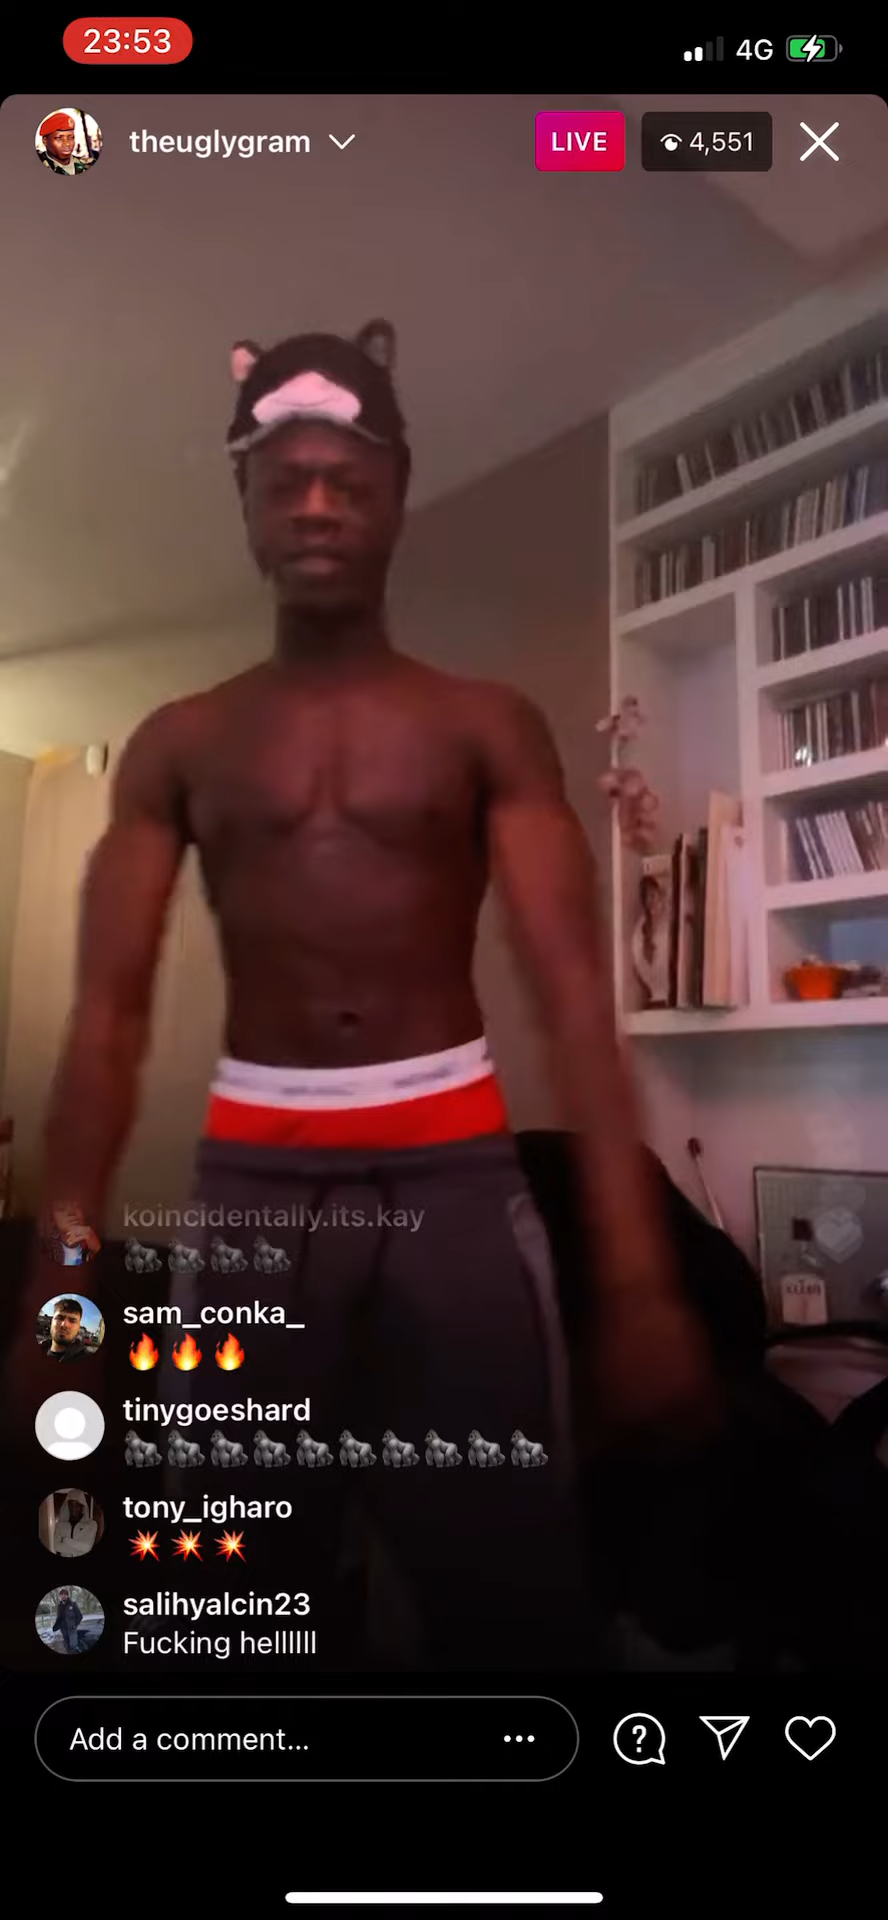 23:53
4G
theuglygram
LIVE
4,551
koincidentally.its.kay
🦍🦍🦍🦍
sam_conka_
🔥🔥🔥
tinygoeshard
🦍🦍🦍🦍🦍🦍🦍🦍🦍🦍
tony_igharo
💥💥💥
salihyalcin23
Fucking hellllll
Add a comment...